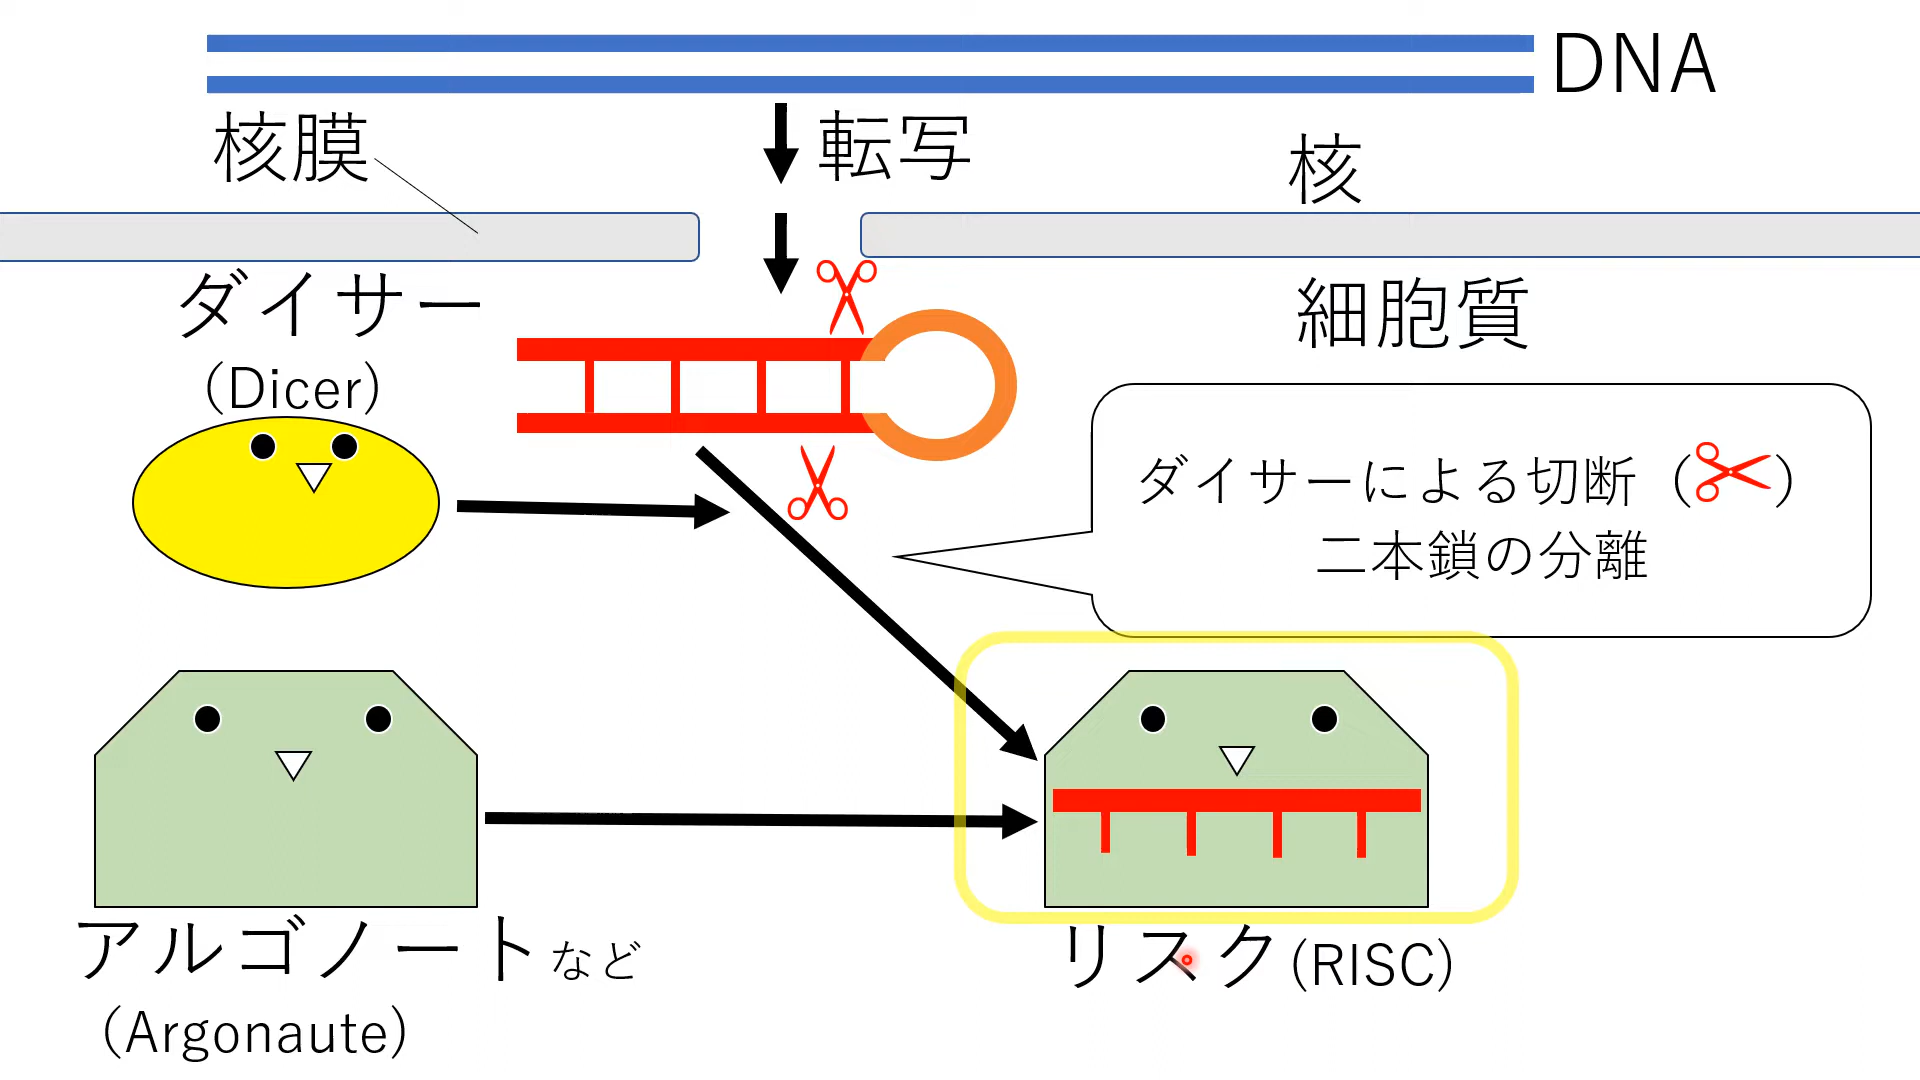 DNA
核膜
転写
核
ダイサー
(Dicer)
細胞質
ダイサーによる切断（）
二本鎖の分離
アルゴノートなど
(Argonaute)
リスク(RISC)